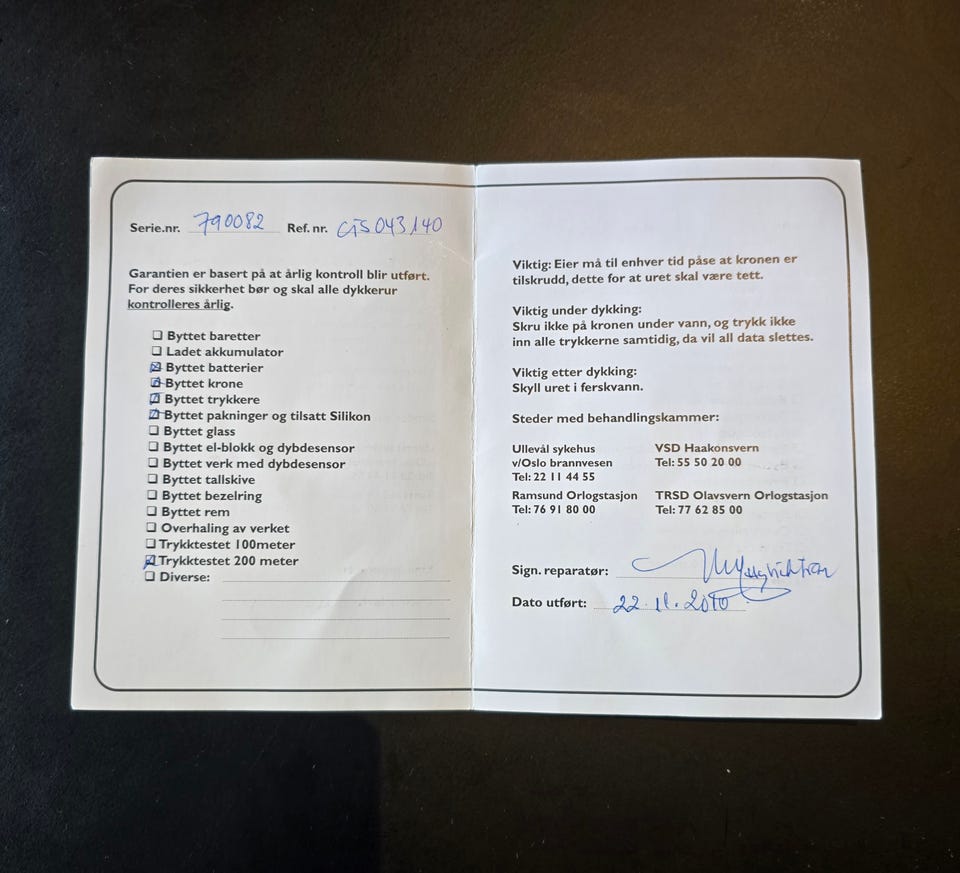 Serie.nr. 790082 Ref. nr. GTS 043140
Garantien er basert på at årlig kontroll blir utført.
For deres sikkerhet bør og skal alle dykkerur
kontrolleres årlig.
☐ Byttet baretter
☐ Ladet akkumulator
☑ Byttet batterier
☑ Byttet krone
☑ Byttet trykkere
☑ Byttet pakninger og tilsatt Silikon
☐ Byttet glass
☐ Byttet el-blokk og dybdesensor
☐ Byttet verk med dybdesensor
☐ Byttet tallskive
☐ Byttet bezelring
☐ Byttet rem
☐ Overhaling av verket
☐ Trykktestet 100meter
☑ Trykktestet 200 meter
☐ Diverse:
Viktig: Eier må til enhver tid påse at kronen er
tilskrudd, dette for at uret skal være tett.
Viktig under dykking:
Skru ikke på kronen under vann, og trykk ikke
inn alle trykkerne samtidig, da vil all data slettes.
Viktig etter dykking:
Skyll uret i ferskvann.
Steder med behandlingskammer:
Ullevål sykehus
v/Oslo brannvesen
Tel: 22 11 44 55
VSD Haakonsvern
Tel: 55 50 20 00
Ramsund Orlogstasjon
Tel: 76 91 80 00
TRSD Olavsvern Orlogstasjon
Tel: 77 62 85 00
Sign. reparatør:
Dato utført: 22.11.2010